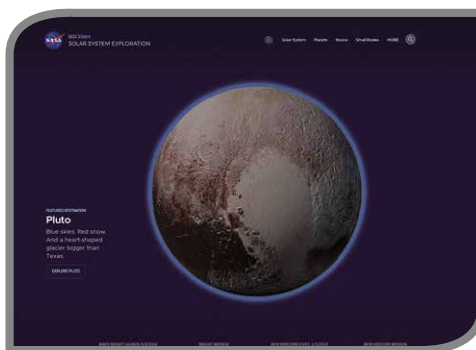 NASA
NASA Science
SOLAR SYSTEM EXPLORATION
Solar System Planets Moons Small Bodies MORE
FEATURED DESTINATION
Pluto
Blue skies. Red snow.
And a heart-shaped
glacier bigger than
Texas.
EXPLORE PLUTO